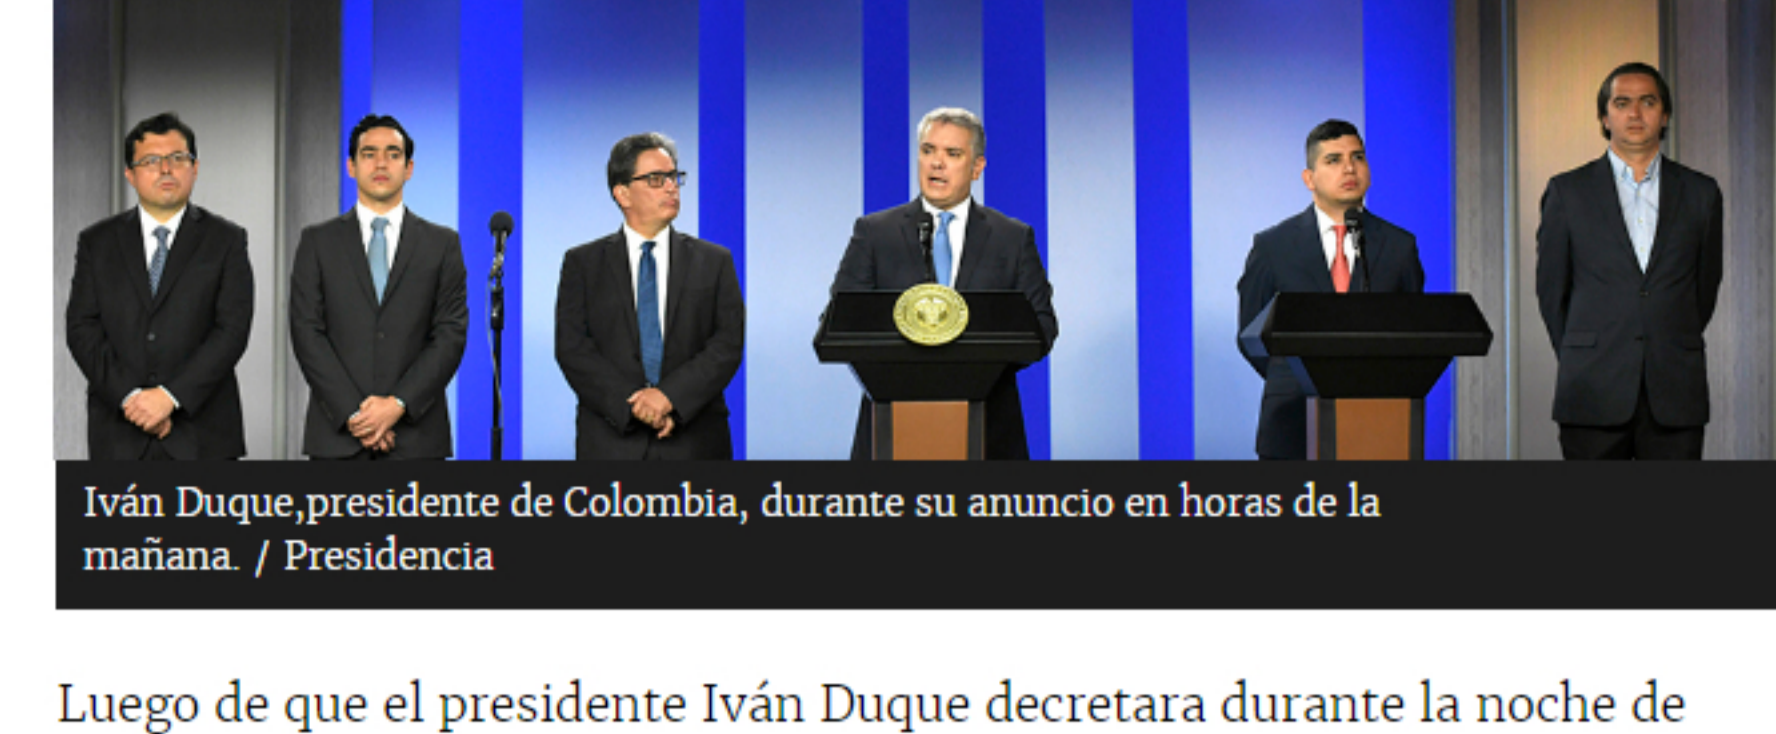 Iván Duque,presidente de Colombia, durante su anuncio en horas de la
mañana. / Presidencia
Luego de que el presidente Iván Duque decretara durante la noche de